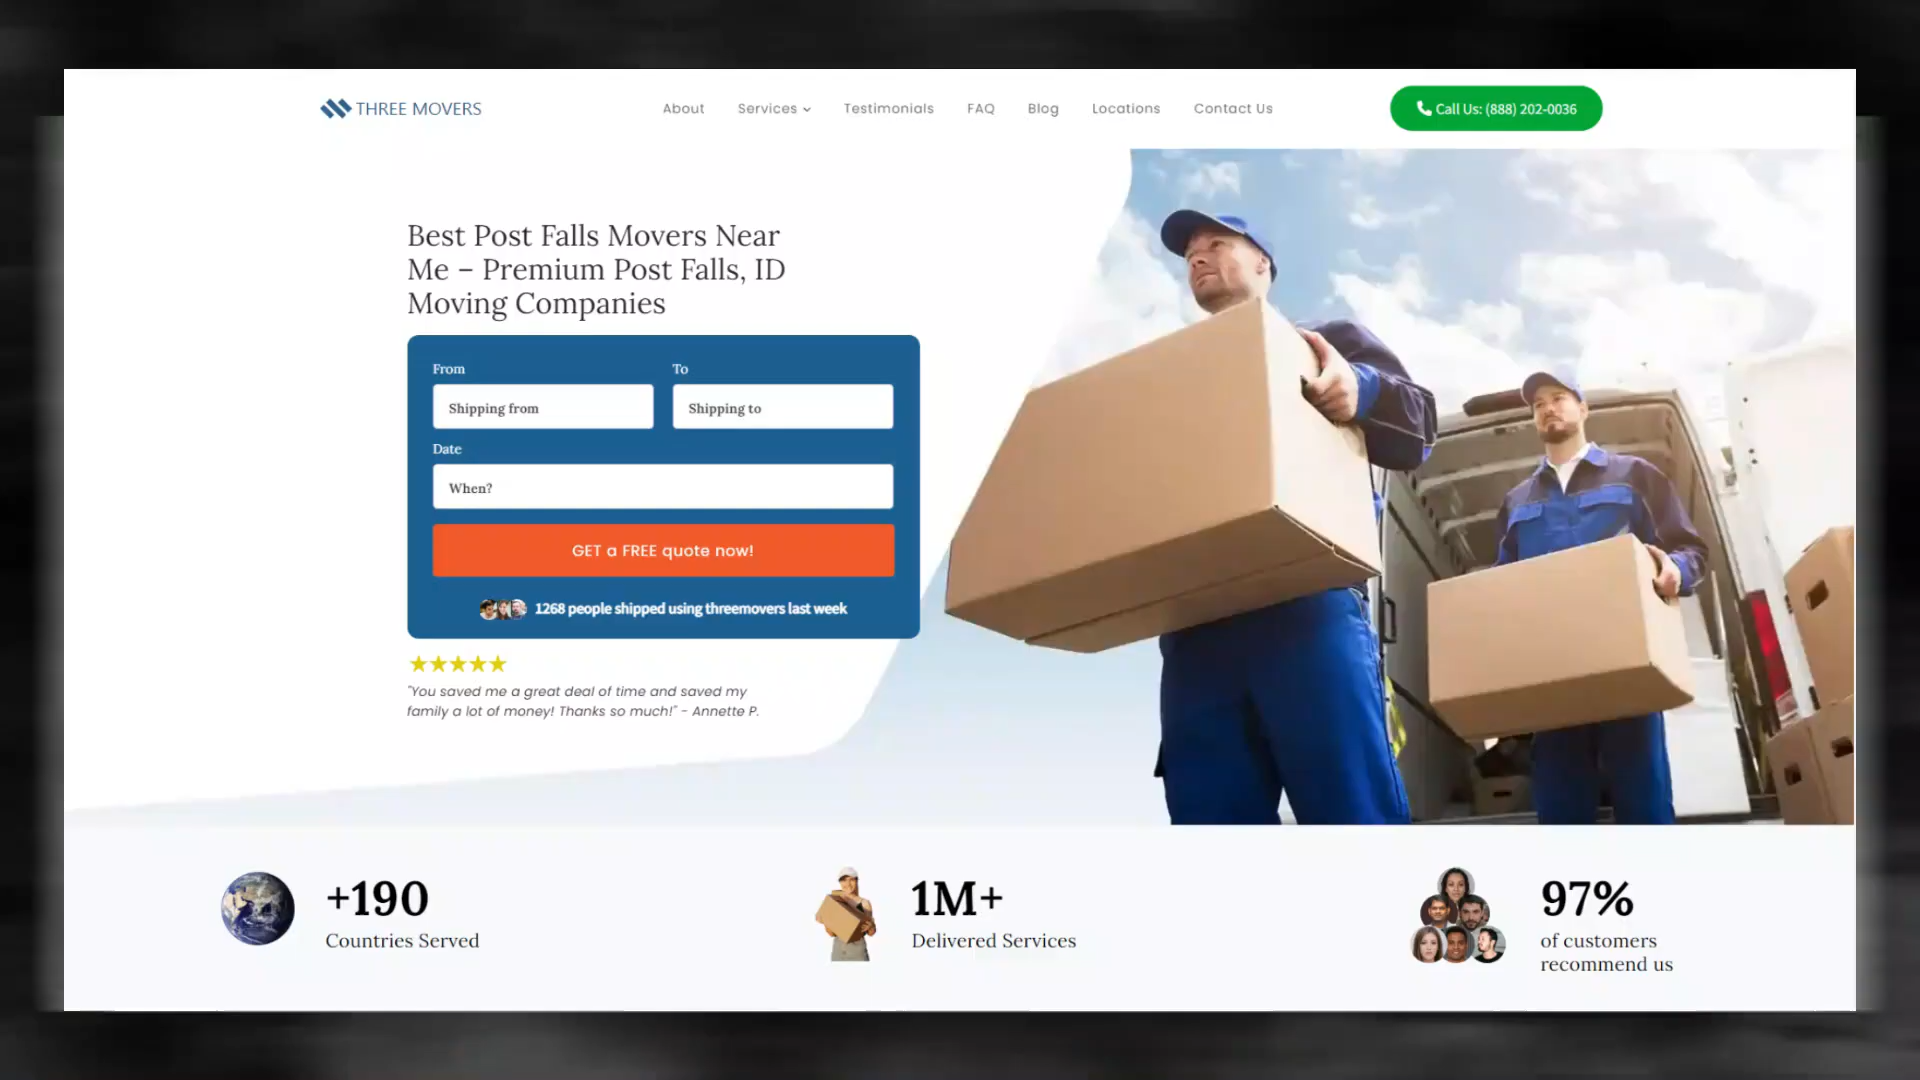 THREE MOVERS
About
Services
Testimonials
FAQ
Blog
Locations
Contact Us
Call Us: (888) 202-0036
Best Post Falls Movers Near
Me – Premium Post Falls, ID
Moving Companies
From
To
Shipping from
Shipping to
Date
When?
GET a FREE quote now!
1268 people shipped using threemovers last week
★★★★★
"You saved me a great deal of time and saved my
family a lot of money! Thanks so much!" - Annette P.
+190
Countries Served
1M+
Delivered Services
97%
of customers
recommend us